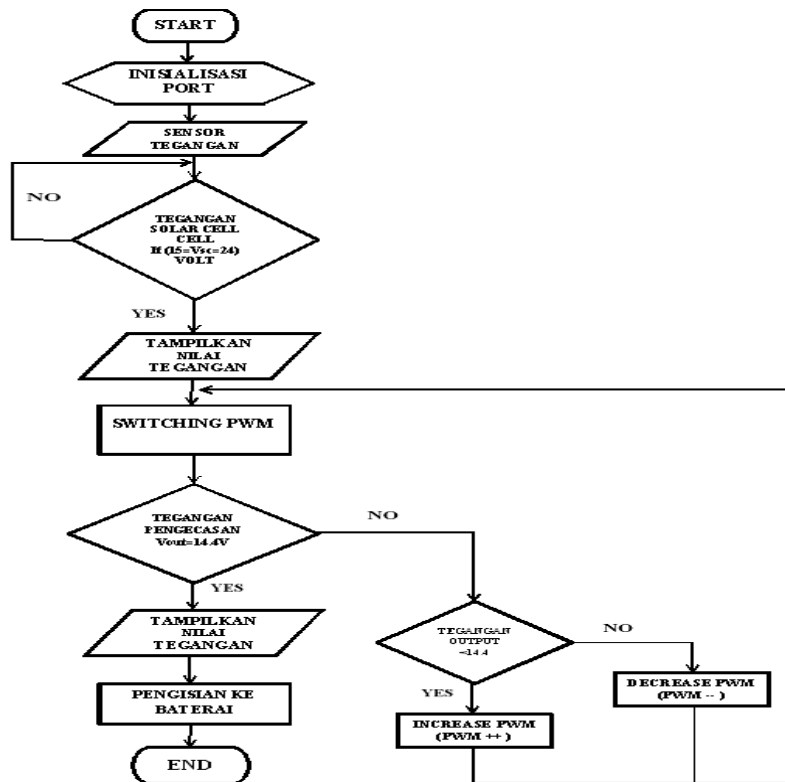 START
INISIALISASI
PORT
SENSOR
TEGANGAN
NO
TEGANGAN
SOLAR CELL
CELL
If (15=Vsc=24)
VOLT
YES
TAMPILKAN
NILAI
TEGANGAN
SWITCHING PWM
TEGANGAN
PENGECASAN
Vout=14.4V
NO
YES
TAMPILKAN
NILAI
TEGANGAN
PENGISIAN KE
BATERAI
END
TEGANGAN
OUTPUT
<14.4
NO
YES
DECREASE PWM
(PWM -- )
INCREASE PWM
(PWM ++ )